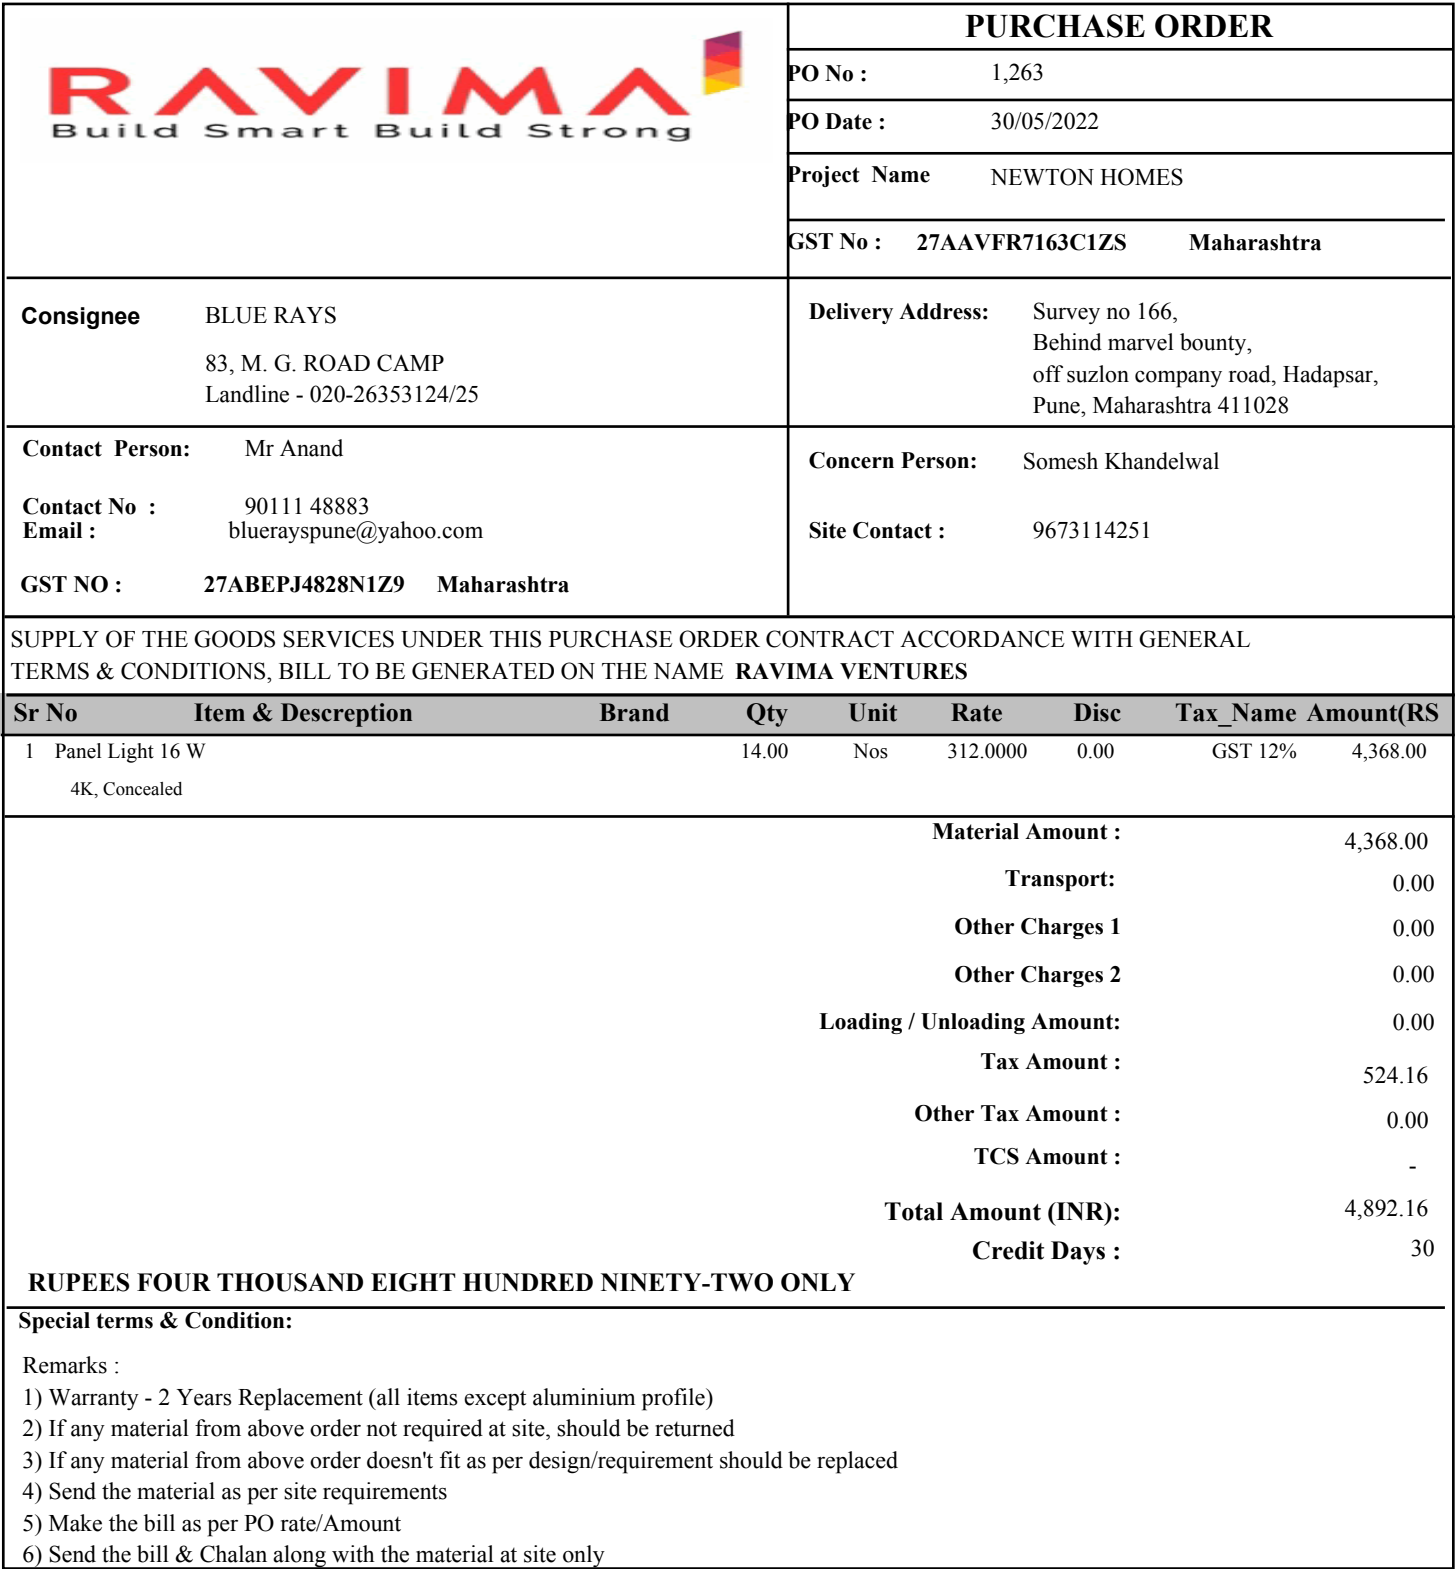 RAVIMA
Build Smart Build Strong
PURCHASE ORDER
PO No : 1,263
PO Date : 30/05/2022
Project Name NEWTON HOMES
GST No : 27AAVFR7163C1ZS Maharashtra
Consignee BLUE RAYS
83, M. G. ROAD CAMP
Landline - 020-26353124/25
Delivery Address: Survey no 166,
Behind marvel bounty,
off suzlon company road, Hadapsar,
Pune, Maharashtra 411028
Contact Person: Mr Anand
Contact No : 90111 48883
Email : bluerayspune@yahoo.com
GST NO : 27ABEPJ4828N1Z9 Maharashtra
Concern Person: Somesh Khandelwal
Site Contact : 9673114251
SUPPLY OF THE GOODS SERVICES UNDER THIS PURCHASE ORDER CONTRACT ACCORDANCE WITH GENERAL
TERMS & CONDITIONS, BILL TO BE GENERATED ON THE NAME RAVIMA VENTURES
Sr No Item & Descreption Brand Qty Unit Rate Disc Tax_Name Amount(RS
1 Panel Light 16 W 14.00 Nos 312.0000 0.00 GST 12% 4,368.00
4K, Concealed
Material Amount : 4,368.00
Transport: 0.00
Other Charges 1 0.00
Other Charges 2 0.00
Loading / Unloading Amount: 0.00
Tax Amount : 524.16
Other Tax Amount : 0.00
TCS Amount : -
Total Amount (INR): 4,892.16
Credit Days : 30
RUPEES FOUR THOUSAND EIGHT HUNDRED NINETY-TWO ONLY
Special terms & Condition:
Remarks :
1) Warranty - 2 Years Replacement (all items except aluminium profile)
2) If any material from above order not required at site, should be returned
3) If any material from above order doesn't fit as per design/requirement should be replaced
4) Send the material as per site requirements
5) Make the bill as per PO rate/Amount
6) Send the bill & Chalan along with the material at site only